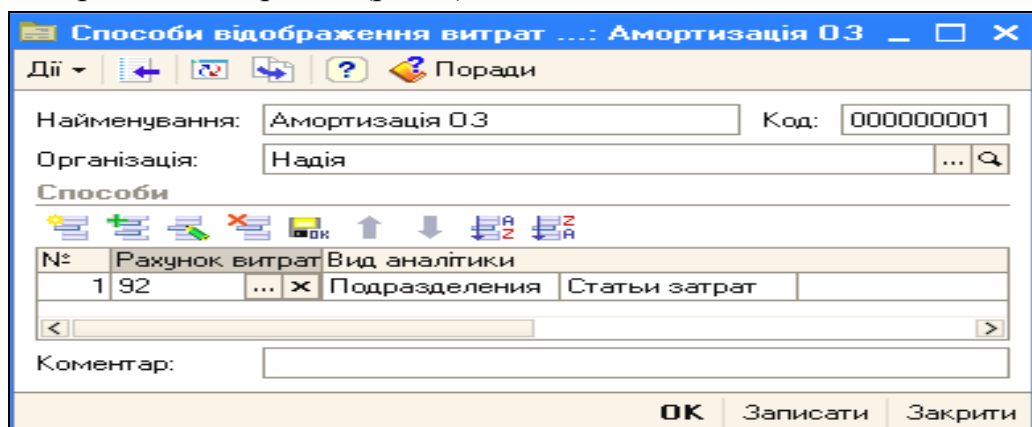 Способи відображення витрат ...: Амортизація ОЗ
Дії ? Поради
Найменування: Амортизація ОЗ Код: 000000001
Організація: Надія ...
Способи
№ Рахунок витрат Вид аналітики
1 92 ... × Подразделения Статьи затрат
Коментар:
OK Записати Закрити